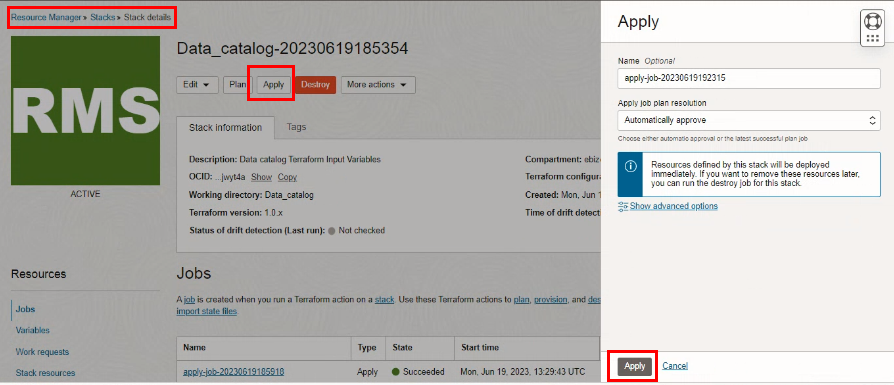 Resource Manager » Stacks » Stack details
RMS
ACTIVE
Data_catalog-20230619185354
Edit Plan Apply Destroy More actions
Stack information Tags
Description: Data catalog Terraform Input Variables
OCID: ...jwyt4a Show Copy
Working directory: Data_catalog
Terraform version: 1.0.x
Status of drift detection (Last run): Not checked
Compartment: ebiz
Terraform configura
Created: Mon, Jun 1
Time of drift detect
Resources
Jobs
Variables
Work requests
Stack resources
Jobs
A job is created when you run a Terraform action on a stack. Use these Terraform actions to plan, provision, and des
import state files.
Name Type State Start time
apply-job-20230619185918 Apply Succeeded Mon, Jun 19, 2023, 13:29:43 UTC
Apply
Name Optional
apply-job-20230619192315
Apply job plan resolution
Automatically approve
Choose either automatic approval or the latest successful plan job
Resources defined by this stack will be deployed
immediately. If you want to remove these resources later,
you can run the destroy job for this stack.
Show advanced options
Apply Cancel